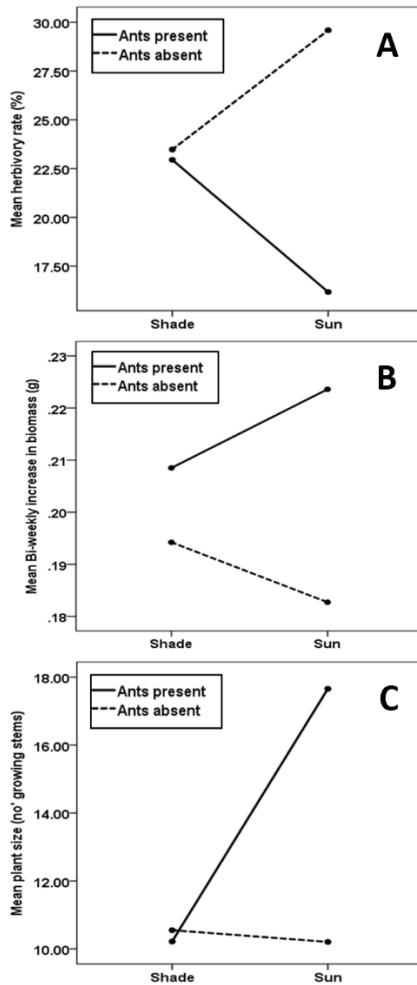 30.00
27.50
25.00
22.50
20.00
17.50
Mean herbivory rate (%)
Ants present
Ants absent
A
Shade Sun
.23
.22
.21
.20
.19
.18
Mean Bi-weekly increase in biomass (g)
Ants present
Ants absent
B
Shade Sun
18.00
16.00
14.00
12.00
10.00
Mean plant size (no' growing stems)
Ants present
Ants absent
C
Shade Sun